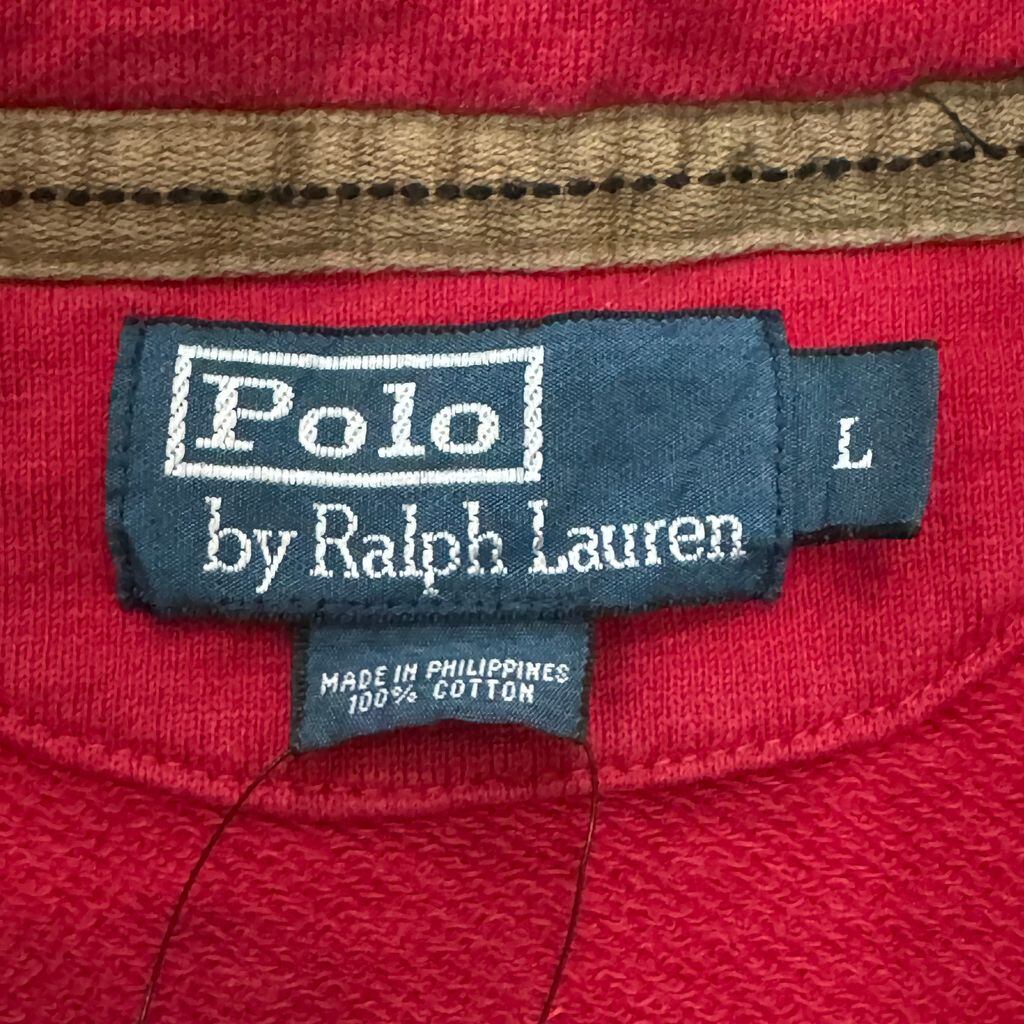 Polo
by Ralph Lauren
L
MADE IN PHILIPPINES
100% COTTON